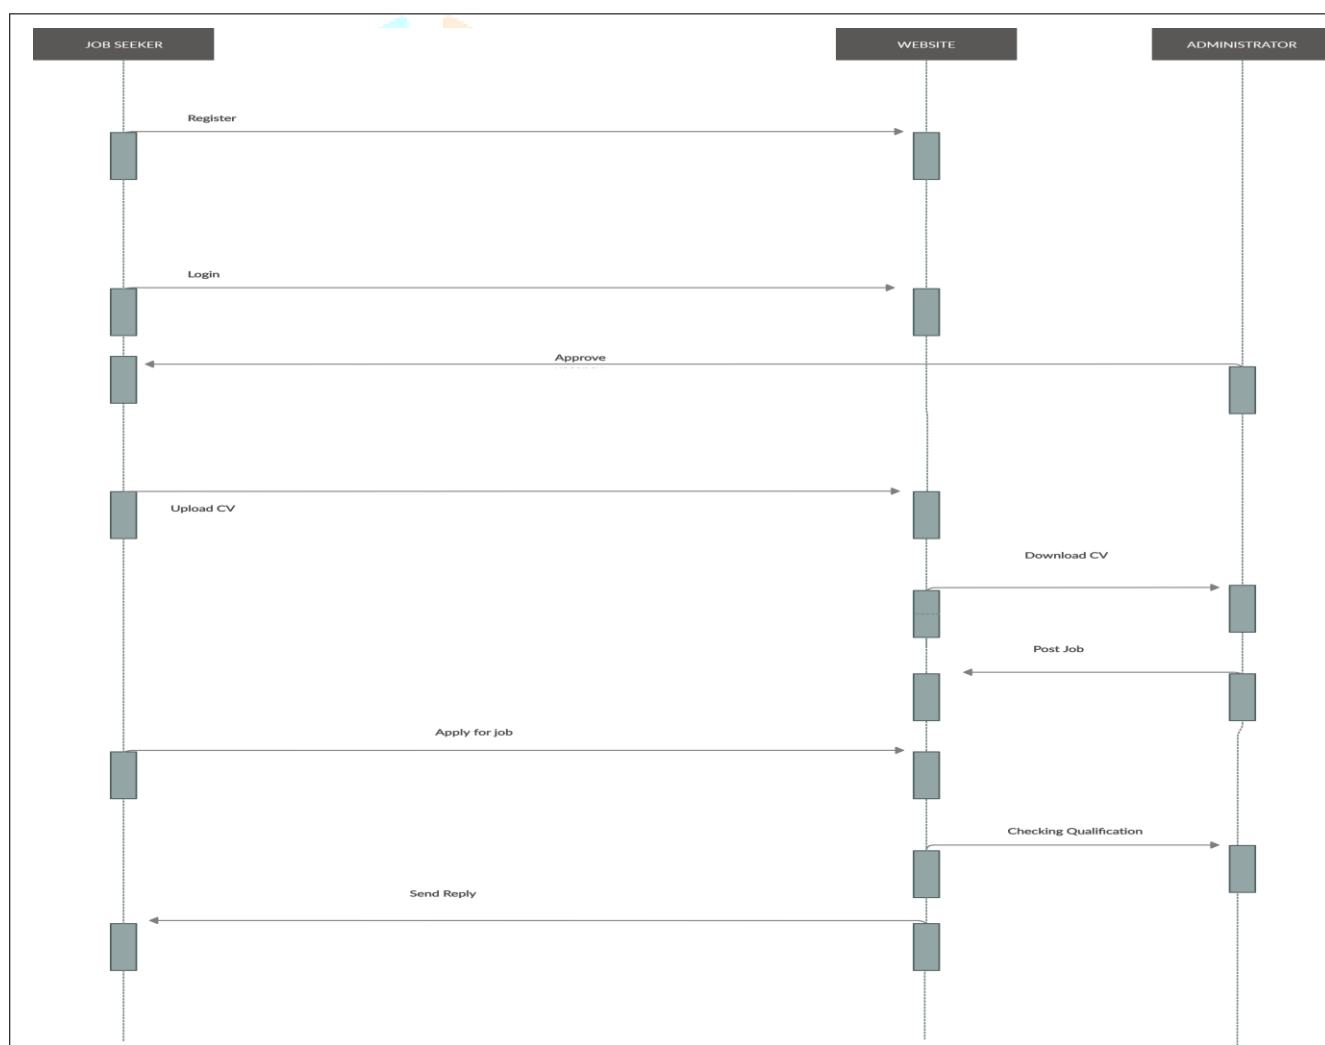 JOB SEEKER
WEBSITE
ADMINISTRATOR
Register
Login
Approve
Upload CV
Download CV
Post Job
Apply for job
Checking Qualification
Send Reply